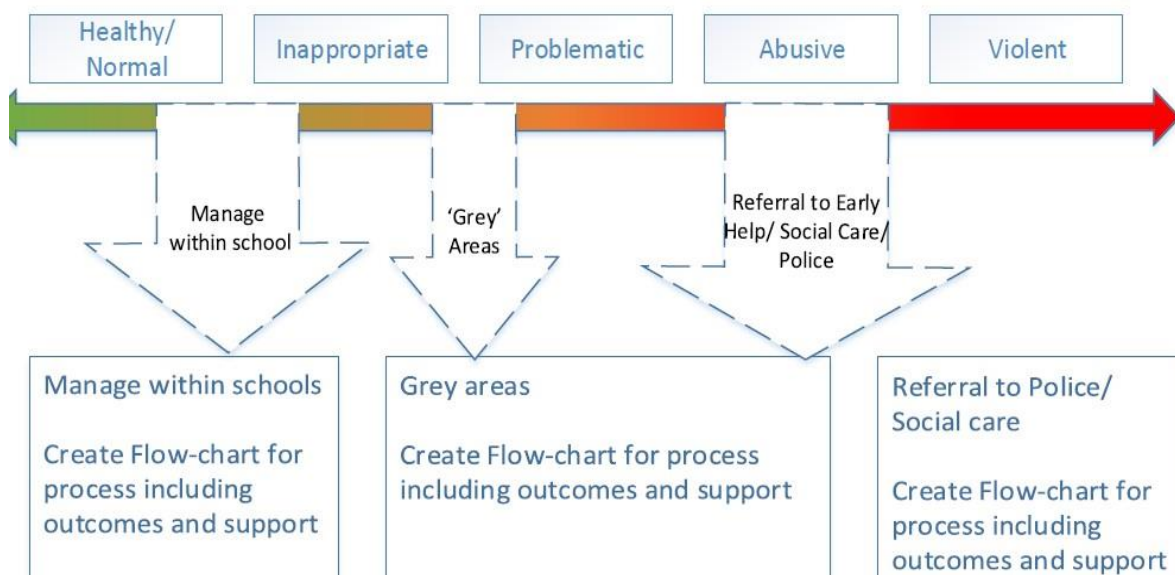 Healthy/
Normal
Inappropriate
Problematic
Abusive
Violent
Manage
within school
‘Grey’
Areas
Referral to Early
Help/ Social Care/
Police
Manage within schools
Create Flow-chart for
process including
outcomes and support
Grey areas
Create Flow-chart for process
including outcomes and support
Referral to Police/
Social care
Create Flow-chart for
process including
outcomes and support